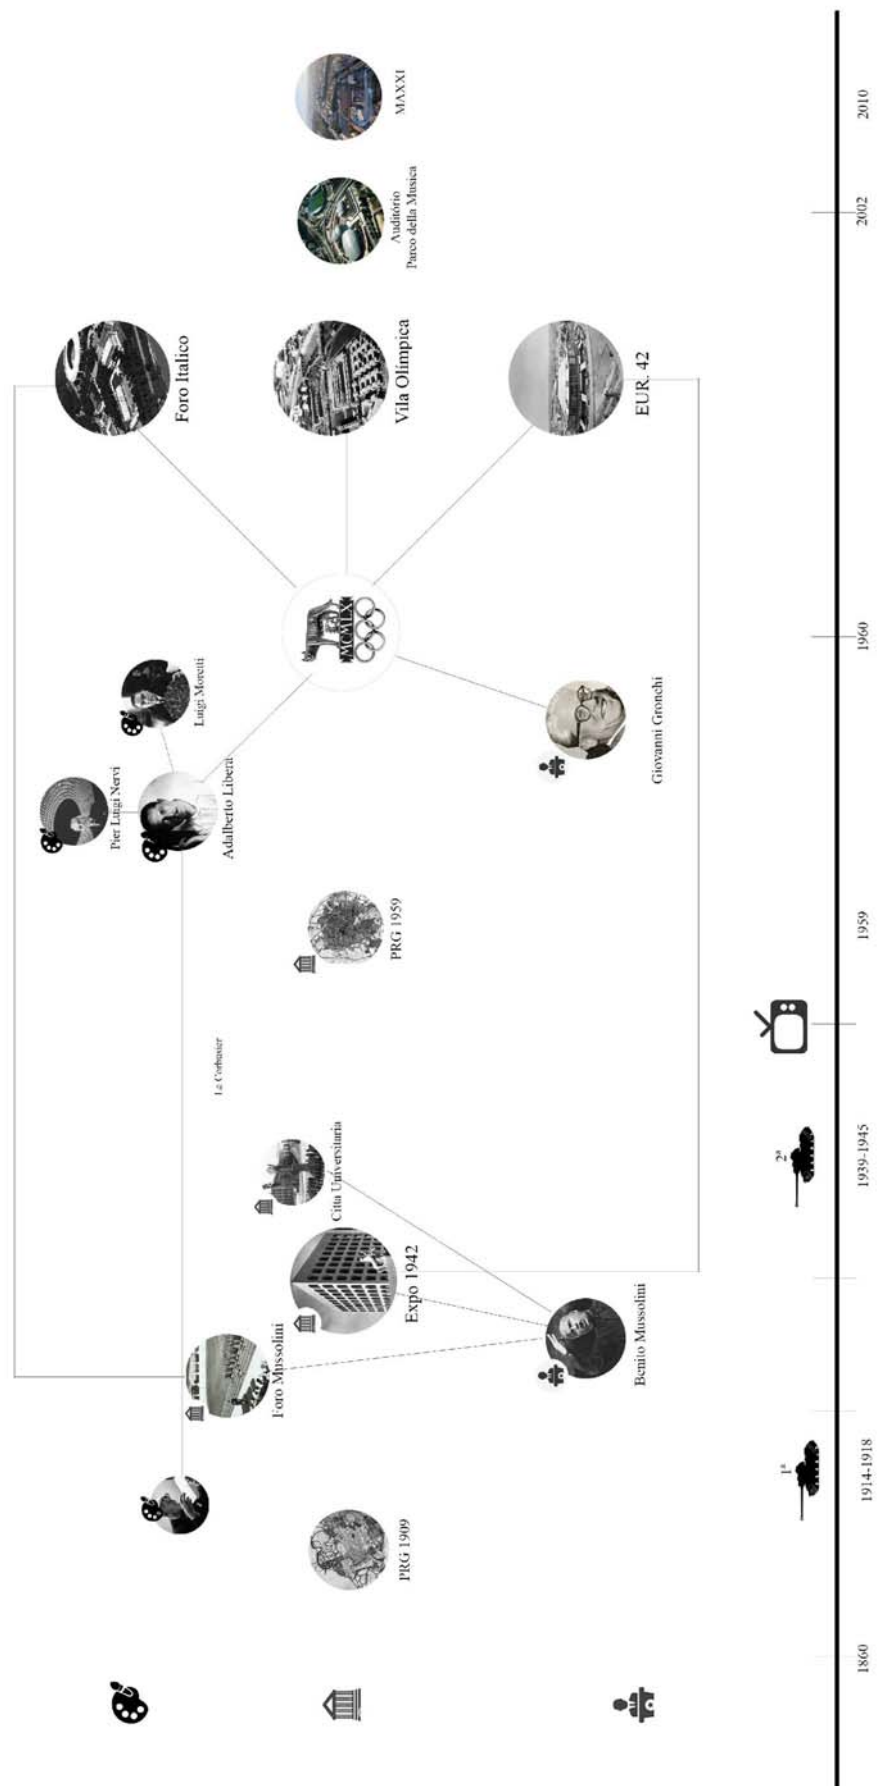 Foro Italico
Vila Olimpica
EUR. 42
Auditório
Parco della Musica
MAXXI
MCMLX
Luigi Moretti
Pier Luigi Nervi
Adalberto Libera
Giovanni Gronchi
PRG 1959
Le Corbusier
Citta Universitaria
Expo 1942
Foro Mussolini
Benito Mussolini
PRG 1909
1ª
2ª
1860
1914-1918
1939-1945
1959
1960
2002
2010